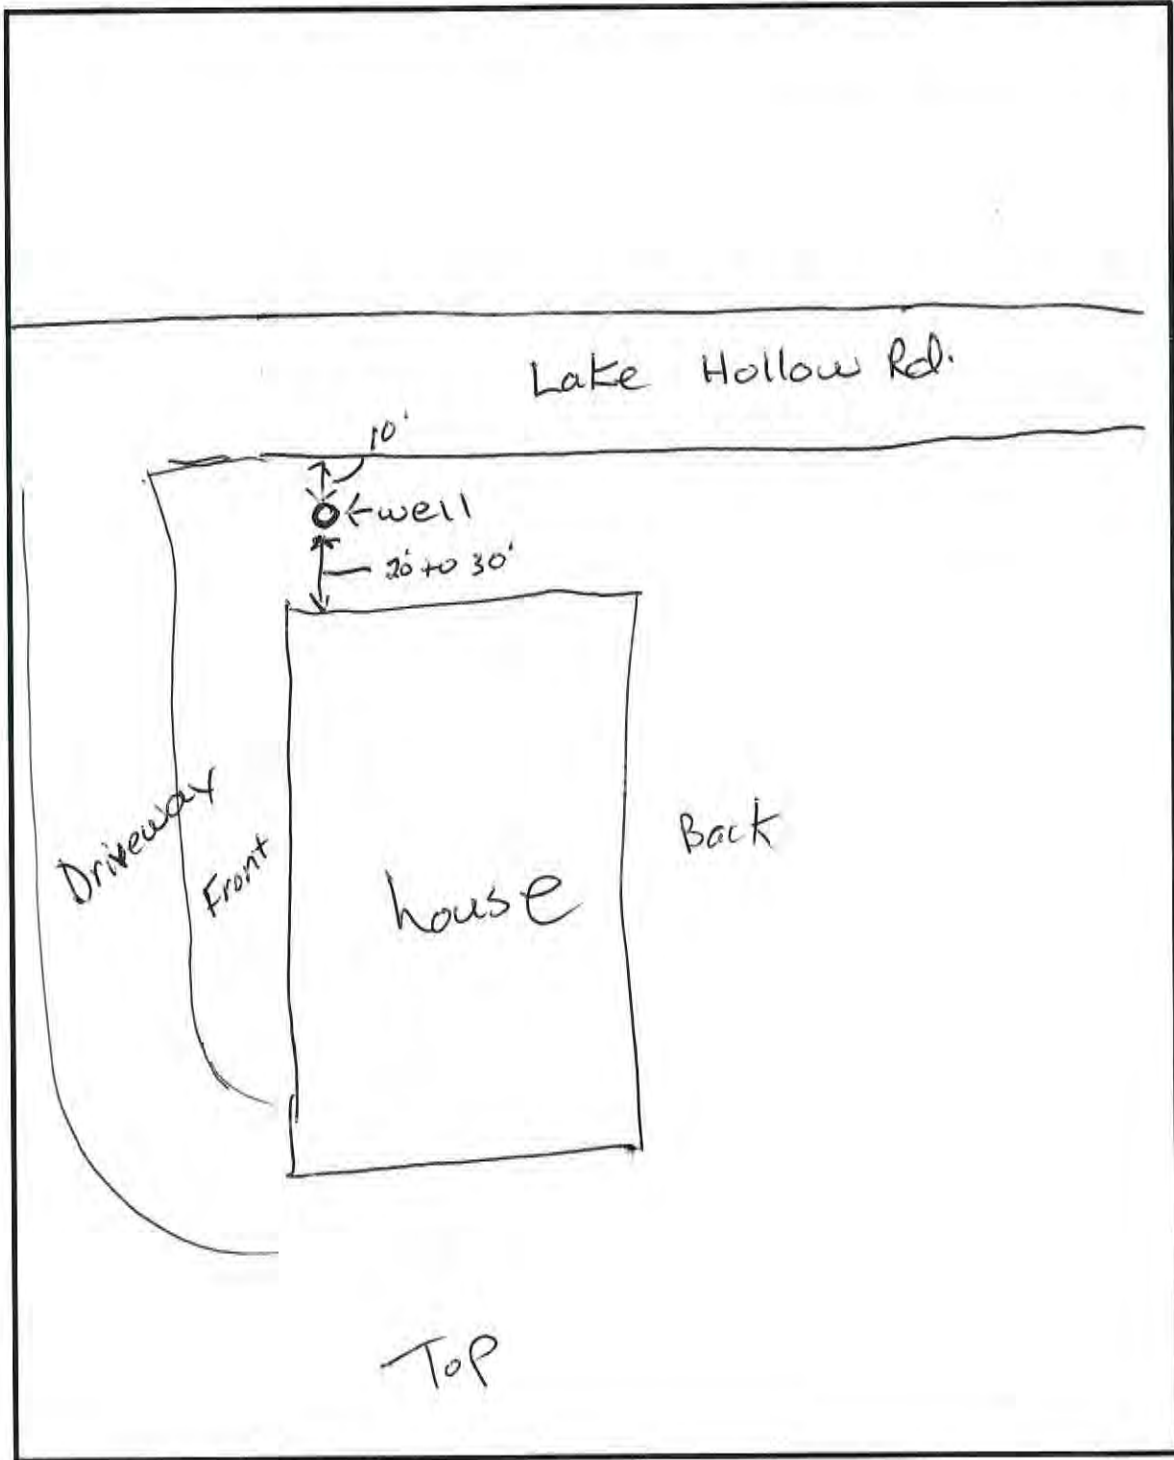 Lake Hollow Rd.
10'
well
20' to 30'
Driveway
Front
house
Back
Top